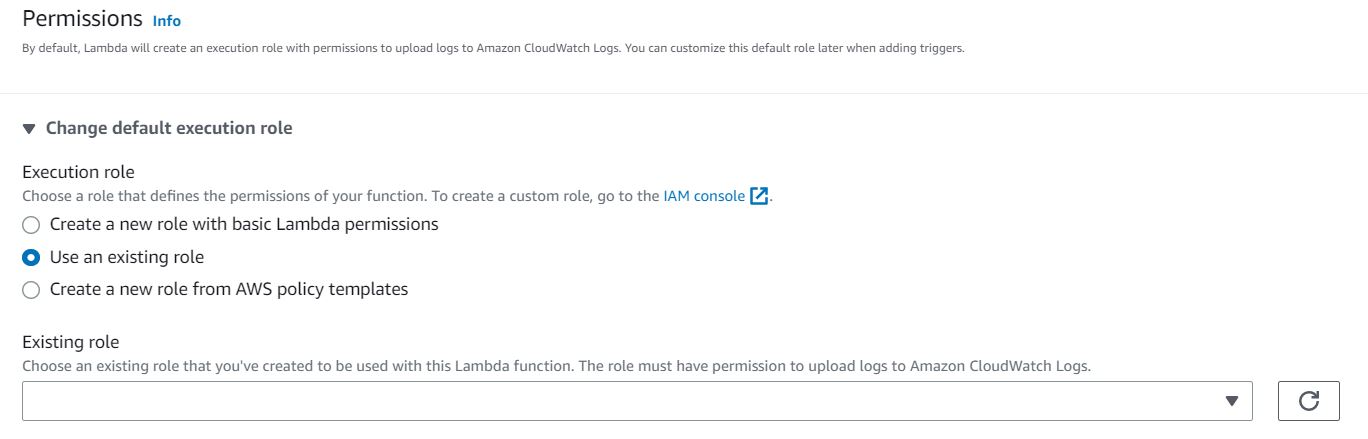 Permissions Info
By default, Lambda will create an execution role with permissions to upload logs to Amazon CloudWatch Logs. You can customize this default role later when adding triggers.
Change default execution role
Execution role
Choose a role that defines the permissions of your function. To create a custom role, go to the IAM console.
Create a new role with basic Lambda permissions
Use an existing role
Create a new role from AWS policy templates
Existing role
Choose an existing role that you've created to be used with this Lambda function. The role must have permission to upload logs to Amazon CloudWatch Logs.